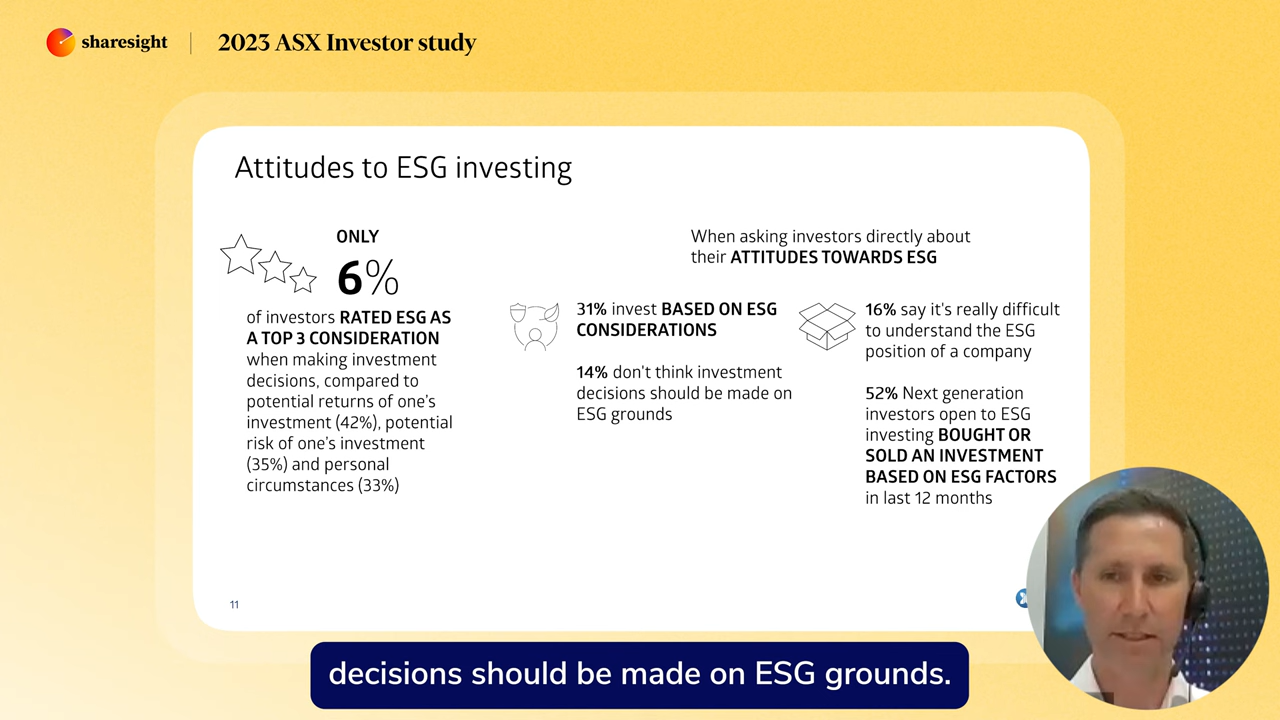 sharesight | 2023 ASX Investor study
Attitudes to ESG investing
ONLY
6%
of investors RATED ESG AS
A TOP 3 CONSIDERATION
when making investment
decisions, compared to
potential returns of one's
investment (42%), potential
risk of one's investment
(35%) and personal
circumstances (33%)
When asking investors directly about
their ATTITUDES TOWARDS ESG
31% invest BASED ON ESG
CONSIDERATIONS
14% don't think investment
decisions should be made on
ESG grounds
16% say it's really difficult
to understand the ESG
position of a company
52% Next generation
investors open to ESG
investing BOUGHT OR
SOLD AN INVESTMENT
BASED ON ESG FACTORS
in last 12 months
11
decisions should be made on ESG grounds.